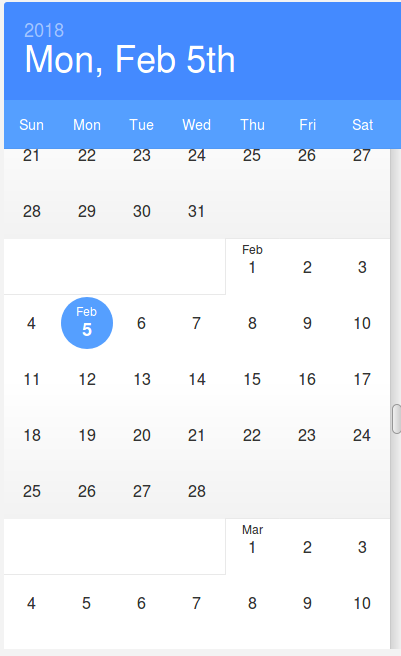 2018
Mon, Feb 5th
Sun Mon Tue Wed Thu Fri Sat
21 22 23 24 25 26 27
28 29 30 31
Feb
1 2 3
Feb
4 5 6 7 8 9 10
11 12 13 14 15 16 17
18 19 20 21 22 23 24
25 26 27 28
Mar
1 2 3
4 5 6 7 8 9 10